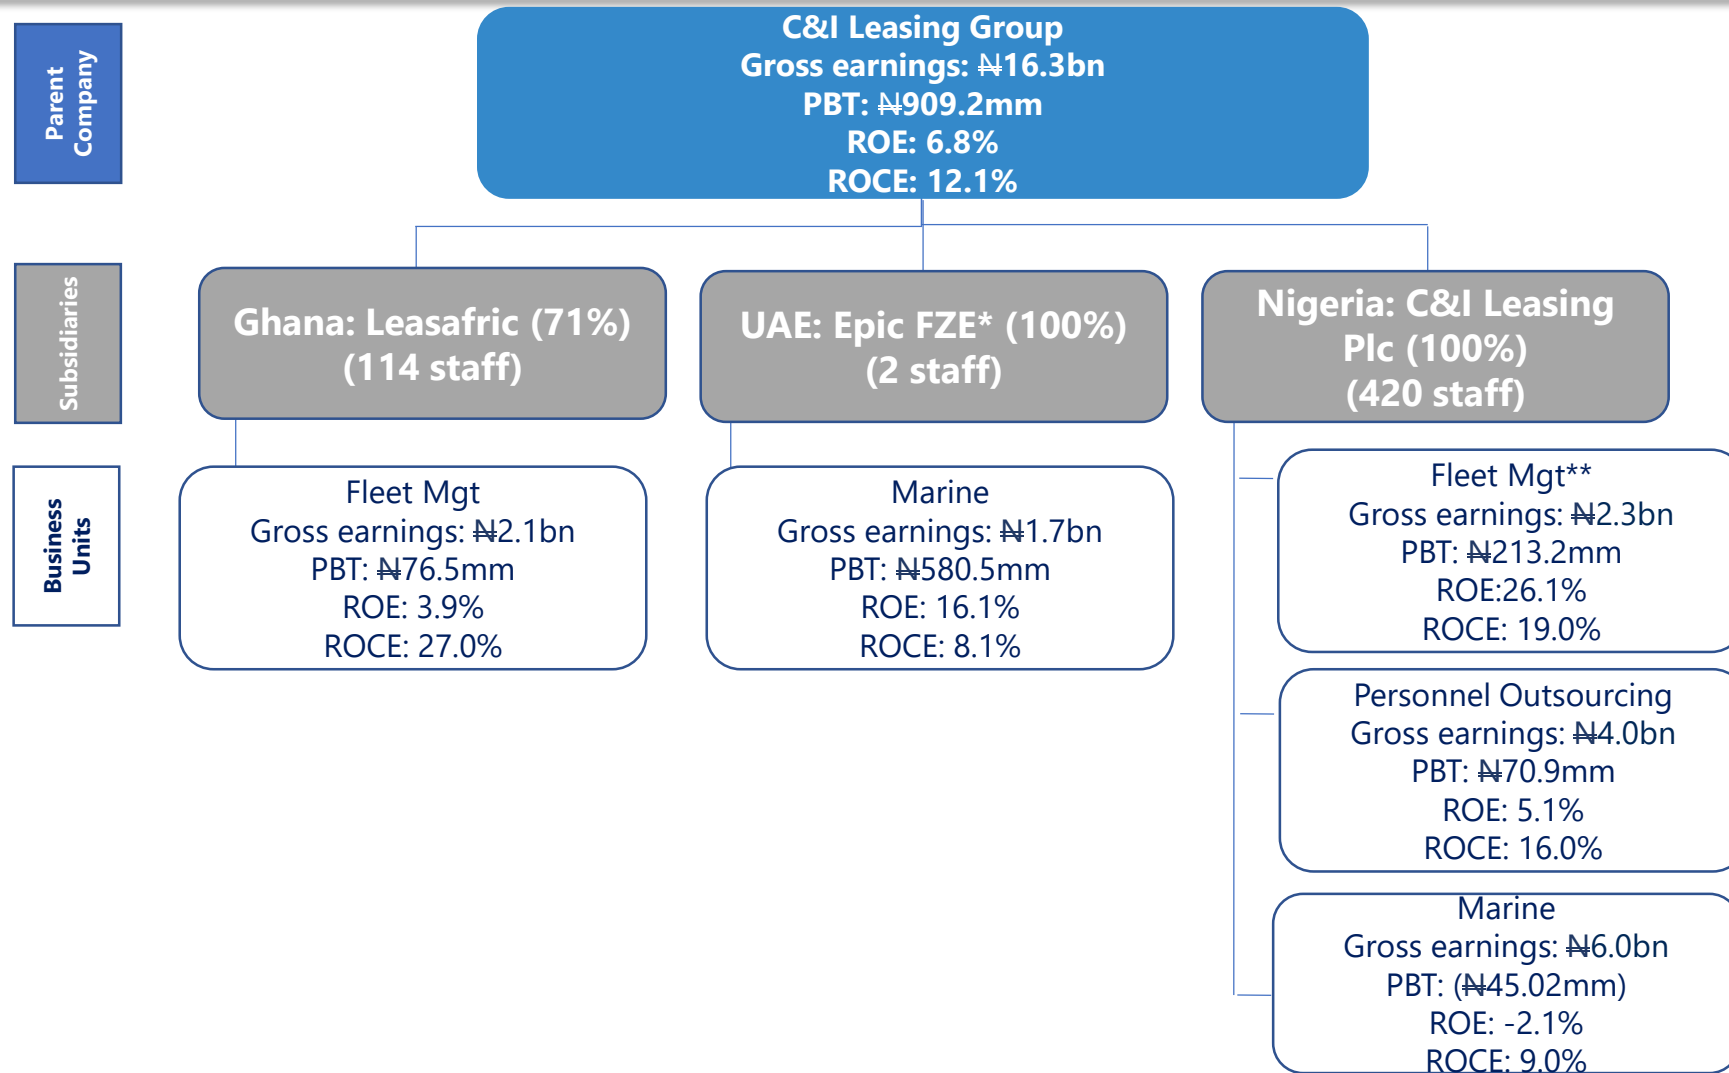 Parent
Company
C&I Leasing Group
Gross earnings: ₦16.3bn
PBT: ₦909.2mm
ROE: 6.8%
ROCE: 12.1%
Subsidiaries
Ghana: Leasafric (71%)
(114 staff)
UAE: Epic FZE* (100%)
(2 staff)
Nigeria: C&I Leasing
Plc (100%)
(420 staff)
Business
Units
Fleet Mgt
Gross earnings: ₦2.1bn
PBT: ₦76.5mm
ROE: 3.9%
ROCE: 27.0%
Marine
Gross earnings: ₦1.7bn
PBT: ₦580.5mm
ROE: 16.1%
ROCE: 8.1%
Fleet Mgt**
Gross earnings: ₦2.3bn
PBT: ₦213.2mm
ROE:26.1%
ROCE: 19.0%
Personnel Outsourcing
Gross earnings: ₦4.0bn
PBT: ₦70.9mm
ROE: 5.1%
ROCE: 16.0%
Marine
Gross earnings: ₦6.0bn
PBT: (₦45.02mm)
ROE: -2.1%
ROCE: 9.0%